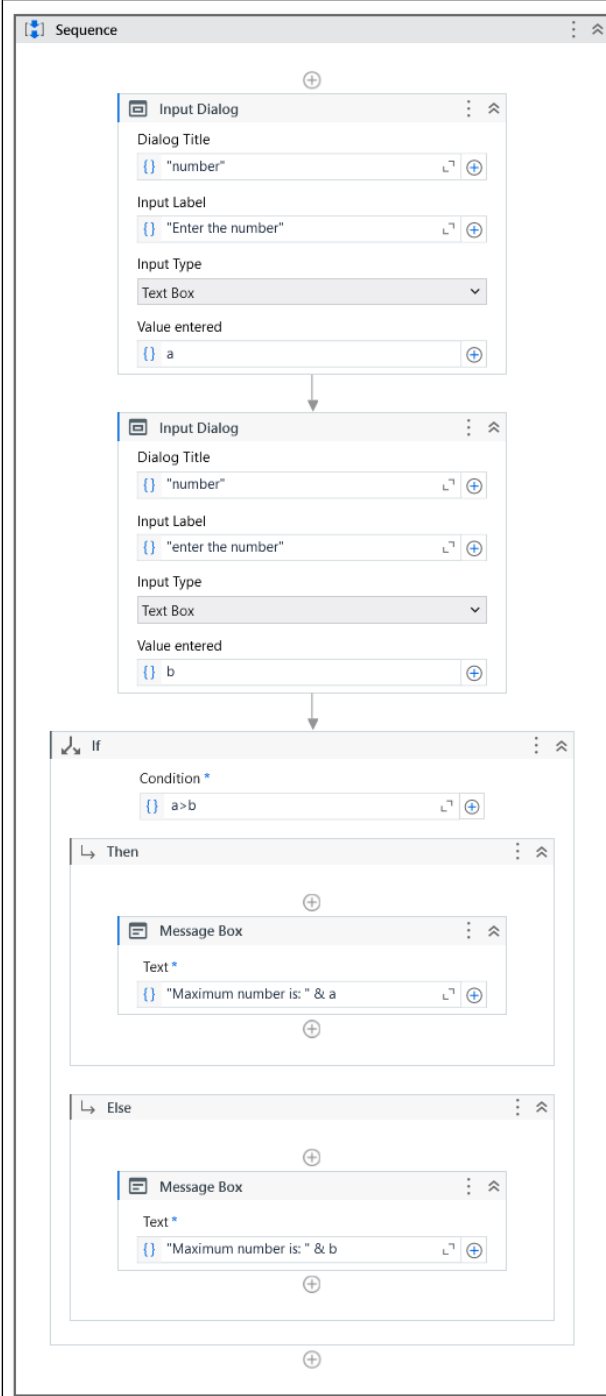 Sequence
Input Dialog
Dialog Title
{} "number"
Input Label
{} "Enter the number"
Input Type
Text Box
Value entered
{} a
Input Dialog
Dialog Title
{} "number"
Input Label
{} "enter the number"
Input Type
Text Box
Value entered
{} b
If
Condition *
{} a>b
Then
Message Box
Text *
{} "Maximum number is: " & a
Else
Message Box
Text *
{} "Maximum number is: " & b